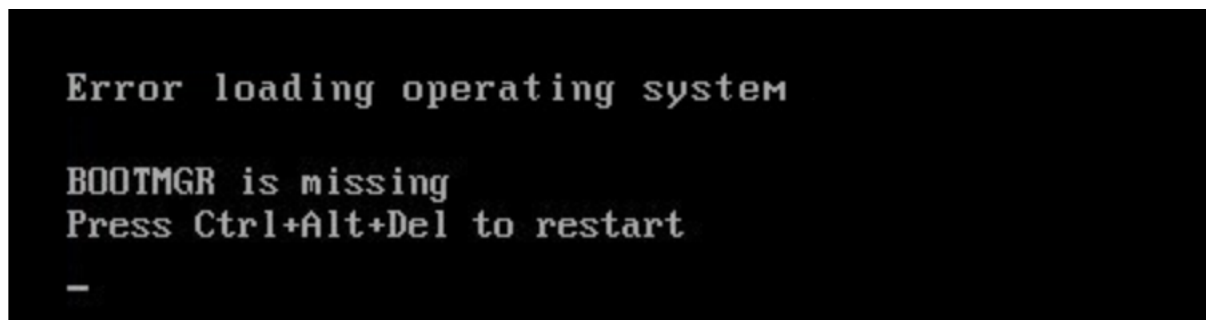 Error loading operating system
BOOTMGR is missing
Press Ctrl+Alt+Del to restart
_